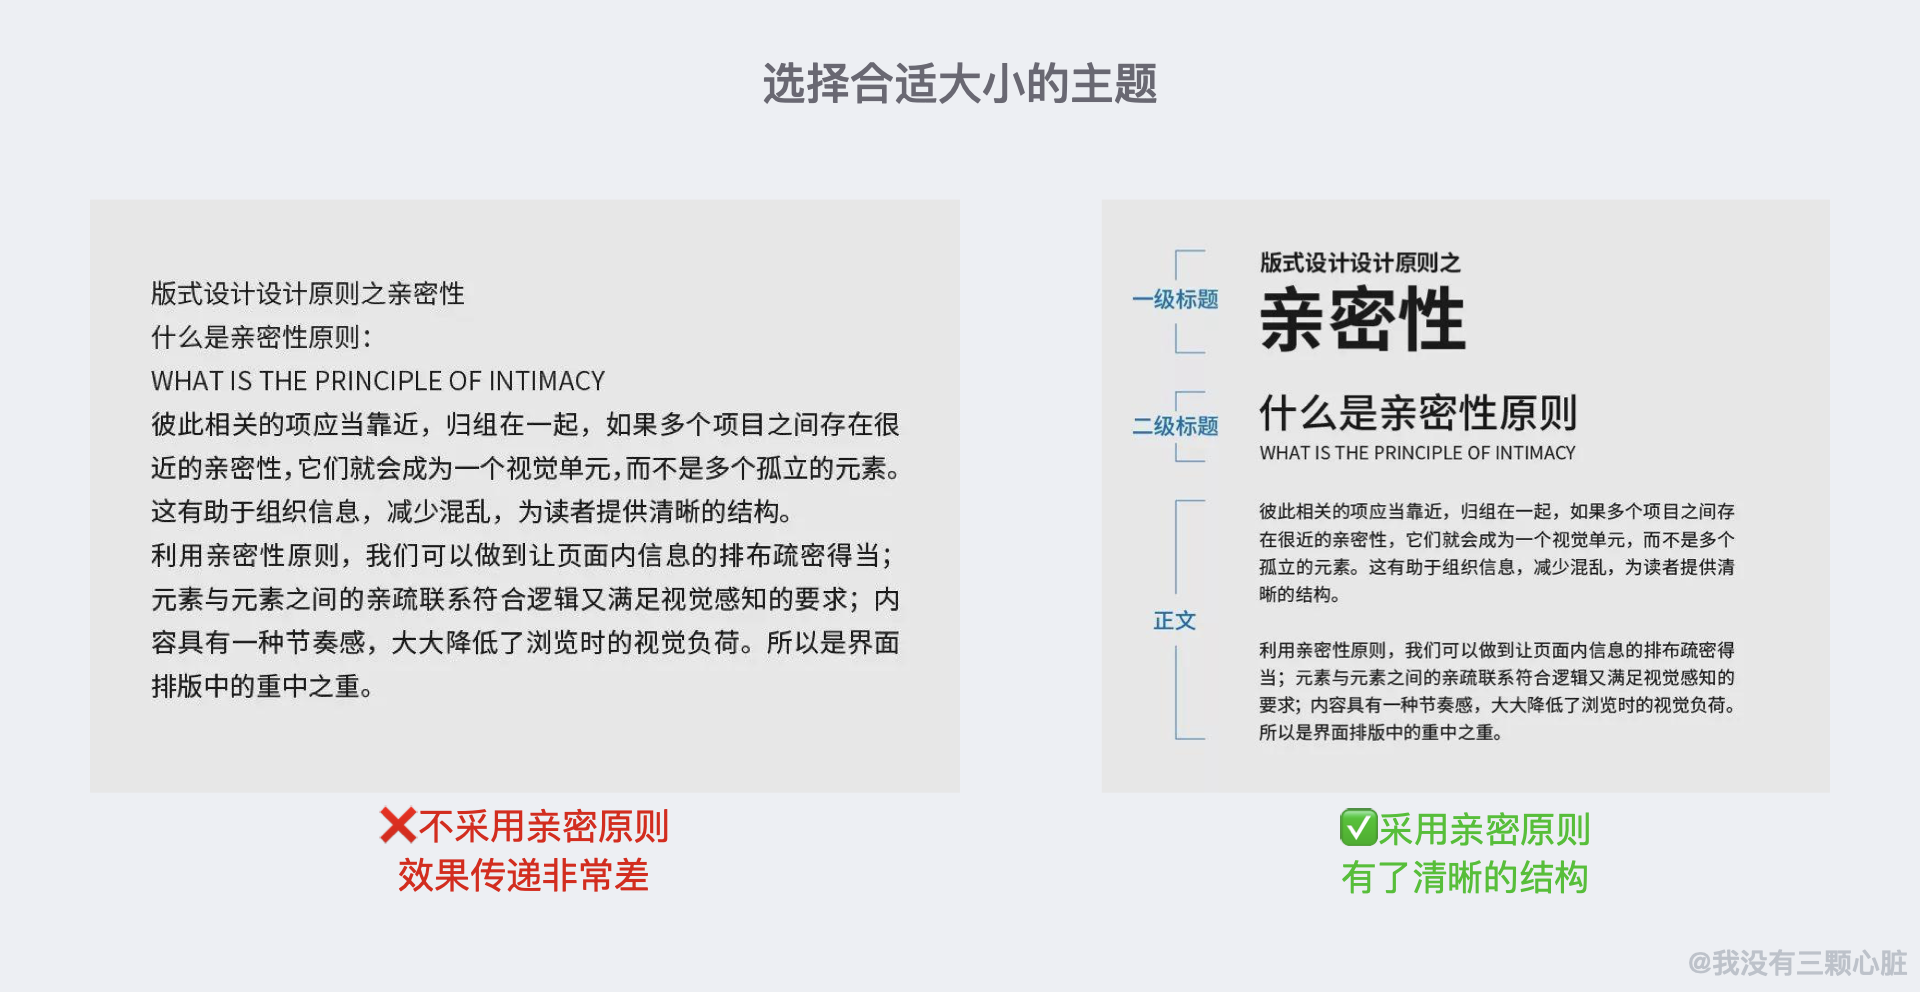 选择合适大小的主题
版式设计设计原则之亲密性
什么是亲密性原则：
WHAT IS THE PRINCIPLE OF INTIMACY
彼此相关的项应当靠近，归组在一起，如果多个项目之间存在很
近的亲密性，它们就会成为一个视觉单元，而不是多个孤立的元素。
这有助于组织信息，减少混乱，为读者提供清晰的结构。
利用亲密性原则，我们可以做到让页面内信息的排布疏密得当；
元素与元素之间的亲疏联系符合逻辑又满足视觉感知的要求；内
容具有一种节奏感，大大降低了浏览时的视觉负荷。所以是界面
排版中的重中之重。
❌不采用亲密原则
效果传递非常差
一级标题
版式设计设计原则之
亲密性
二级标题
什么是亲密性原则
WHAT IS THE PRINCIPLE OF INTIMACY
正文
彼此相关的项应当靠近，归组在一起，如果多个项目之间存
在很近的亲密性，它们就会成为一个视觉单元，而不是多个
孤立的元素。这有助于组织信息，减少混乱，为读者提供清
晰的结构。
利用亲密性原则，我们可以做到让页面内信息的排布疏密得
当；元素与元素之间的亲疏联系符合逻辑又满足视觉感知的
要求；内容具有一种节奏感，大大降低了浏览时的视觉负荷。
所以是界面排版中的重中之重。
✅采用亲密原则
有了清晰的结构
@我没有三颗心脏